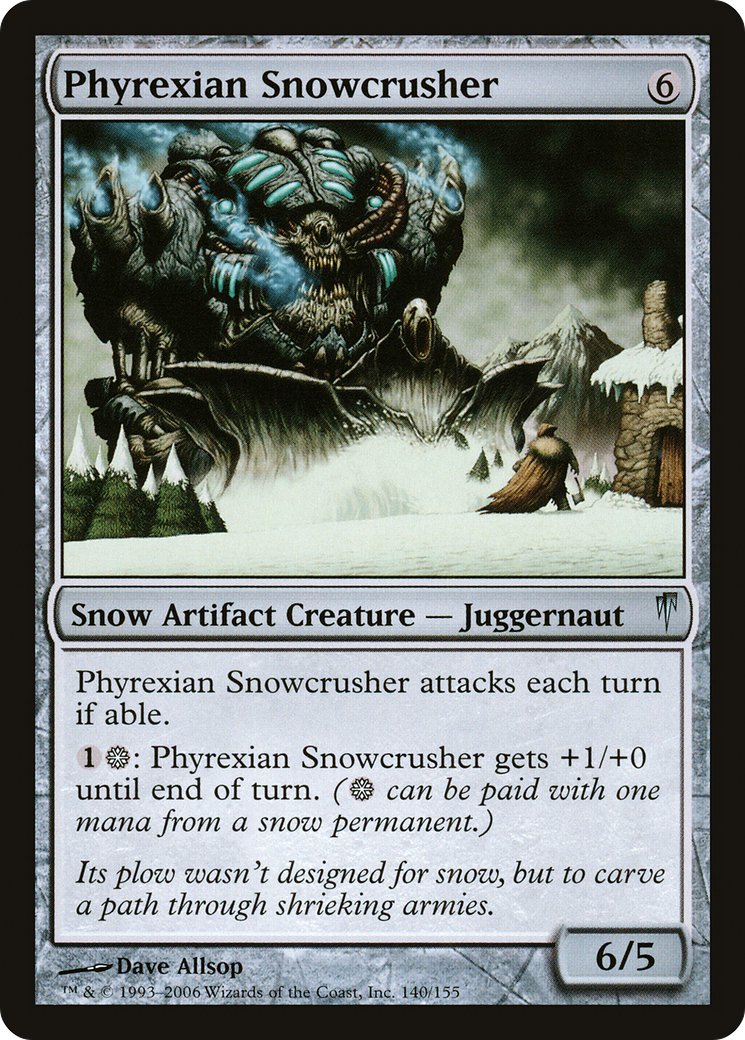 Phyrexian Snowcrusher 6
Snow Artifact Creature — Juggernaut
Phyrexian Snowcrusher attacks each turn
if able.
1: Phyrexian Snowcrusher gets +1/+0
until end of turn. ( can be paid with one
mana from a snow permanent.)
Its plow wasn't designed for snow, but to carve
a path through shrieking armies.
6/5
Dave Allsop
™ & © 1993–2006 Wizards of the Coast, Inc. 140/155